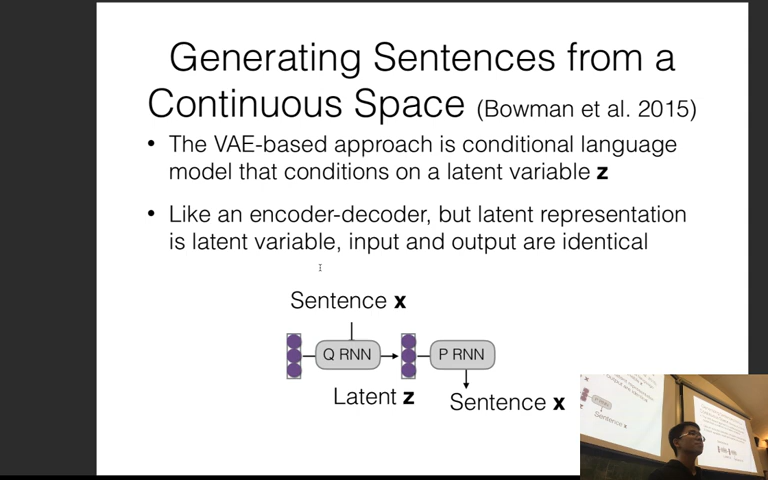 Generating Sentences from a
Continuous Space (Bowman et al. 2015)
• The VAE-based approach is conditional language
model that conditions on a latent variable z
• Like an encoder-decoder, but latent representation
is latent variable, input and output are identical
Sentence x
Q RNN
P RNN
Latent z
Sentence x
Sentence x